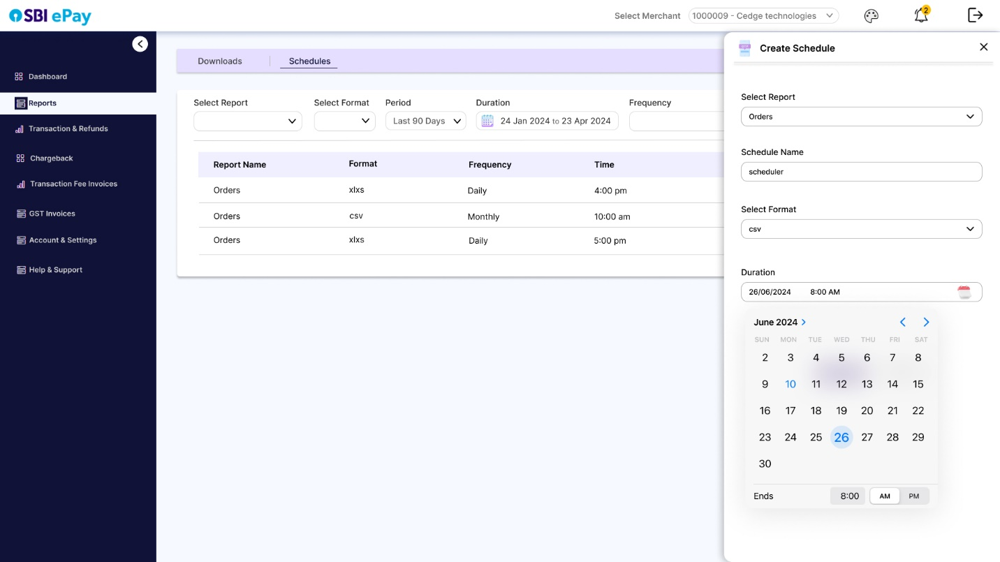 SBI ePay
Select Merchant
1000009 - Cedge technologies
2
Dashboard
Reports
Transaction & Refunds
Chargeback
Transaction Fee Invoices
GST Invoices
Account & Settings
Help & Support
Downloads
Schedules
Select Report
Select Format
Period
Duration
Frequency
Last 90 Days
24 Jan 2024 to 23 Apr 2024
Report Name
Format
Frequency
Time
Orders
xlxs
Daily
4:00 pm
Orders
csv
Monthly
10:00 am
Orders
xlxs
Daily
5:00 pm
Create Schedule
Select Report
Orders
Schedule Name
scheduler
Select Format
csv
Duration
26/06/2024 8:00 AM
June 2024
SUN MON TUE WED THU FRI SAT
2 3 4 5 6 7 8
9 10 11 12 13 14 15
16 17 18 19 20 21 22
23 24 25 26 27 28 29
30
Ends 8:00 AM PM